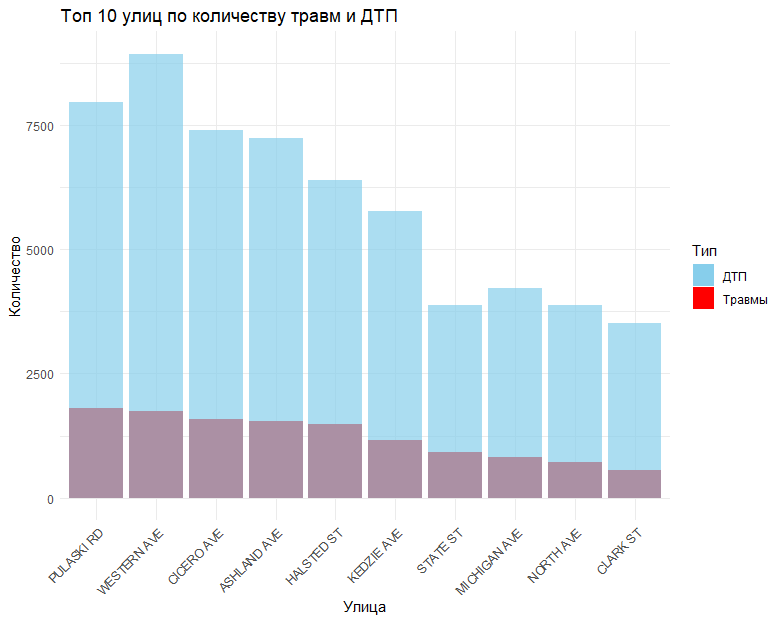 Топ 10 улиц по количеству травм и ДТП
Количество
7500
5000
2500
0
PULASKI RD
WESTERN AVE
CICERO AVE
ASHLAND AVE
HALSTED ST
KEDZIE AVE
STATE ST
MICHIGAN AVE
NORTH AVE
CLARK ST
Улица
Тип
ДТП
Травмы